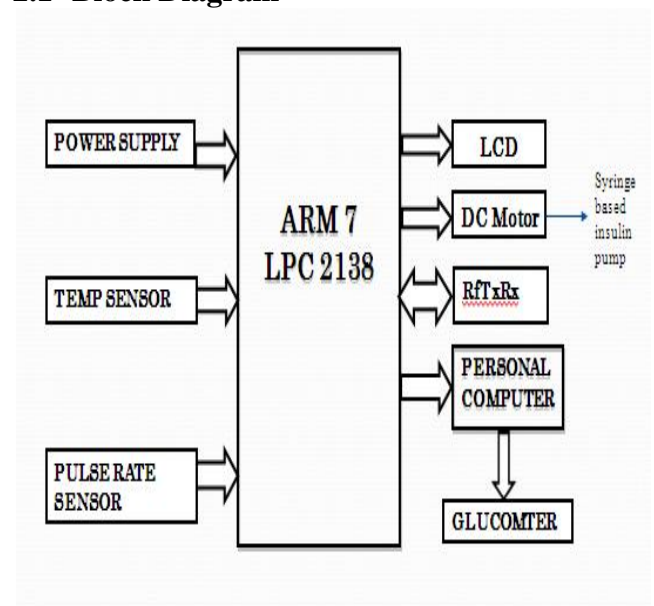 Block Diagram
POWER SUPPLY
TEMP SENSOR
PULSE RATE
SENSOR
ARM 7
LPC 2138
LCD
DC Motor
Syringe
based
insulin
pump
RfTxRx
PERSONAL
COMPUTER
GLUCOMTER